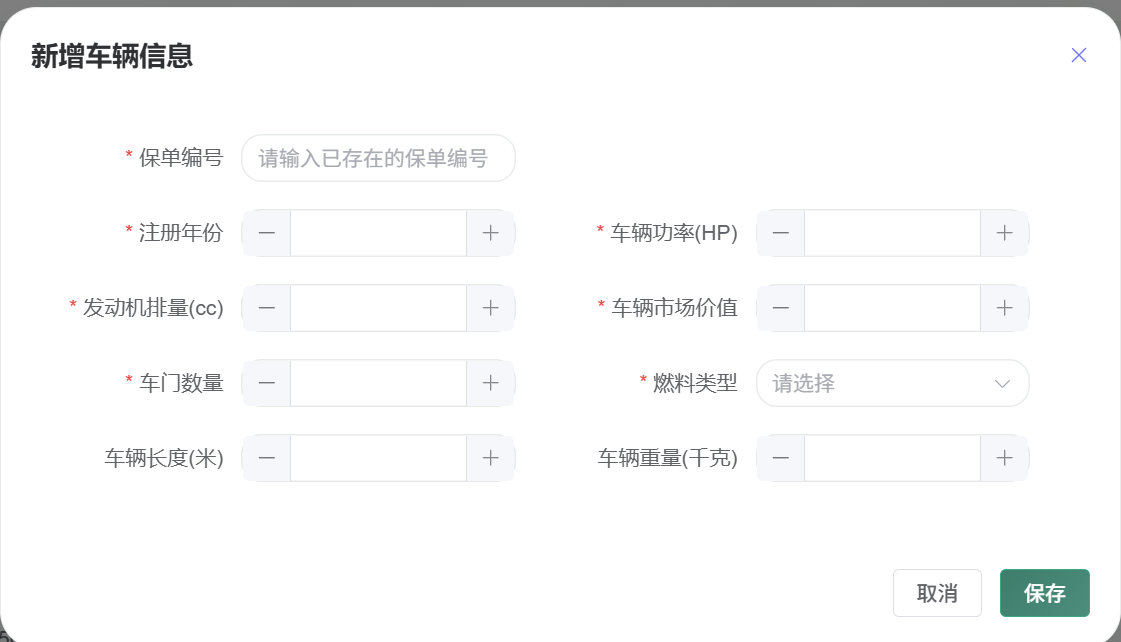 新增车辆信息
* 保单编号 请输入已存在的保单编号
* 注册年份 * 车辆功率(HP)
* 发动机排量(cc) * 车辆市场价值
* 车门数量 * 燃料类型 请选择
车辆长度(米) 车辆重量(千克)
取消 保存